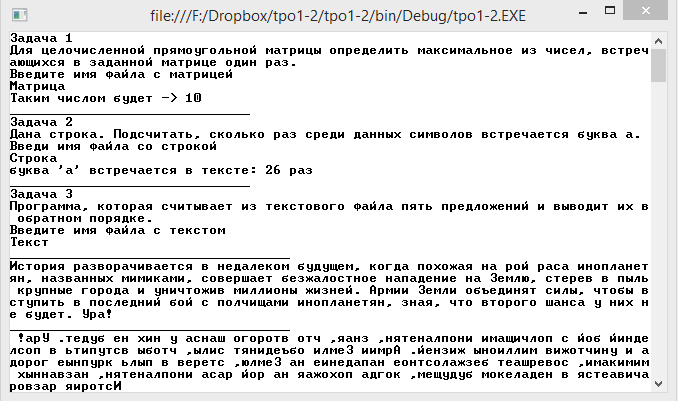 file:///F:/Dropbox/tpo1-2/tpo1-2/bin/Debug/tpo1-2.EXE
Задача 1
Для целочисленной прямоугольной матрицы определить максимальное из чисел, встреч
ающихся в заданной матрице один раз.
Введите имя файла с матрицей
Матрица
Таким числом будет -> 10
Задача 2
Дана строка. Подсчитать, сколько раз среди данных символов встречается буква а.
Введи имя файла со строкой
Строка
буква 'а' встречается в тексте: 26 раз
Задача 3
Программа, которая считывает из текстового файла пять предложений и выводит их в
обратном порядке.
Введите имя файла с текстом
Текст
История разворачивается в недалеком будущем, когда похожая на рой раса инопланет
ян, названных мимиками, совершает безжалостное нападение на Землю, стерев в пыль
крупные города и уничтожив миллионы жизней. Армии Земли объединят силы, чтобы в
ступить в последний бой с полчищами инопланетян, зная, что второго шанса у них н
е будет. Ура!
!арУ .тедуб ен хин у аснаш огоротв отч ,яанз ,нятеналпони имащичлоп с йоб йинде
лсоп в ьтипутсв ыботч ,ылис тянидеъбо илмеЗ иимрА .йензиж ыноиллим вижотчину и а
дорог еынпурк ьлып в веретс ,юлмеЗ ан еинедапан еонтсолажзеб теашревос ,имакимим
хыннавзан ,нятеналпони асар йор ан яажохоп адгок ,мещудуб мокеладен в ястеавича
ровзар яиротсИ